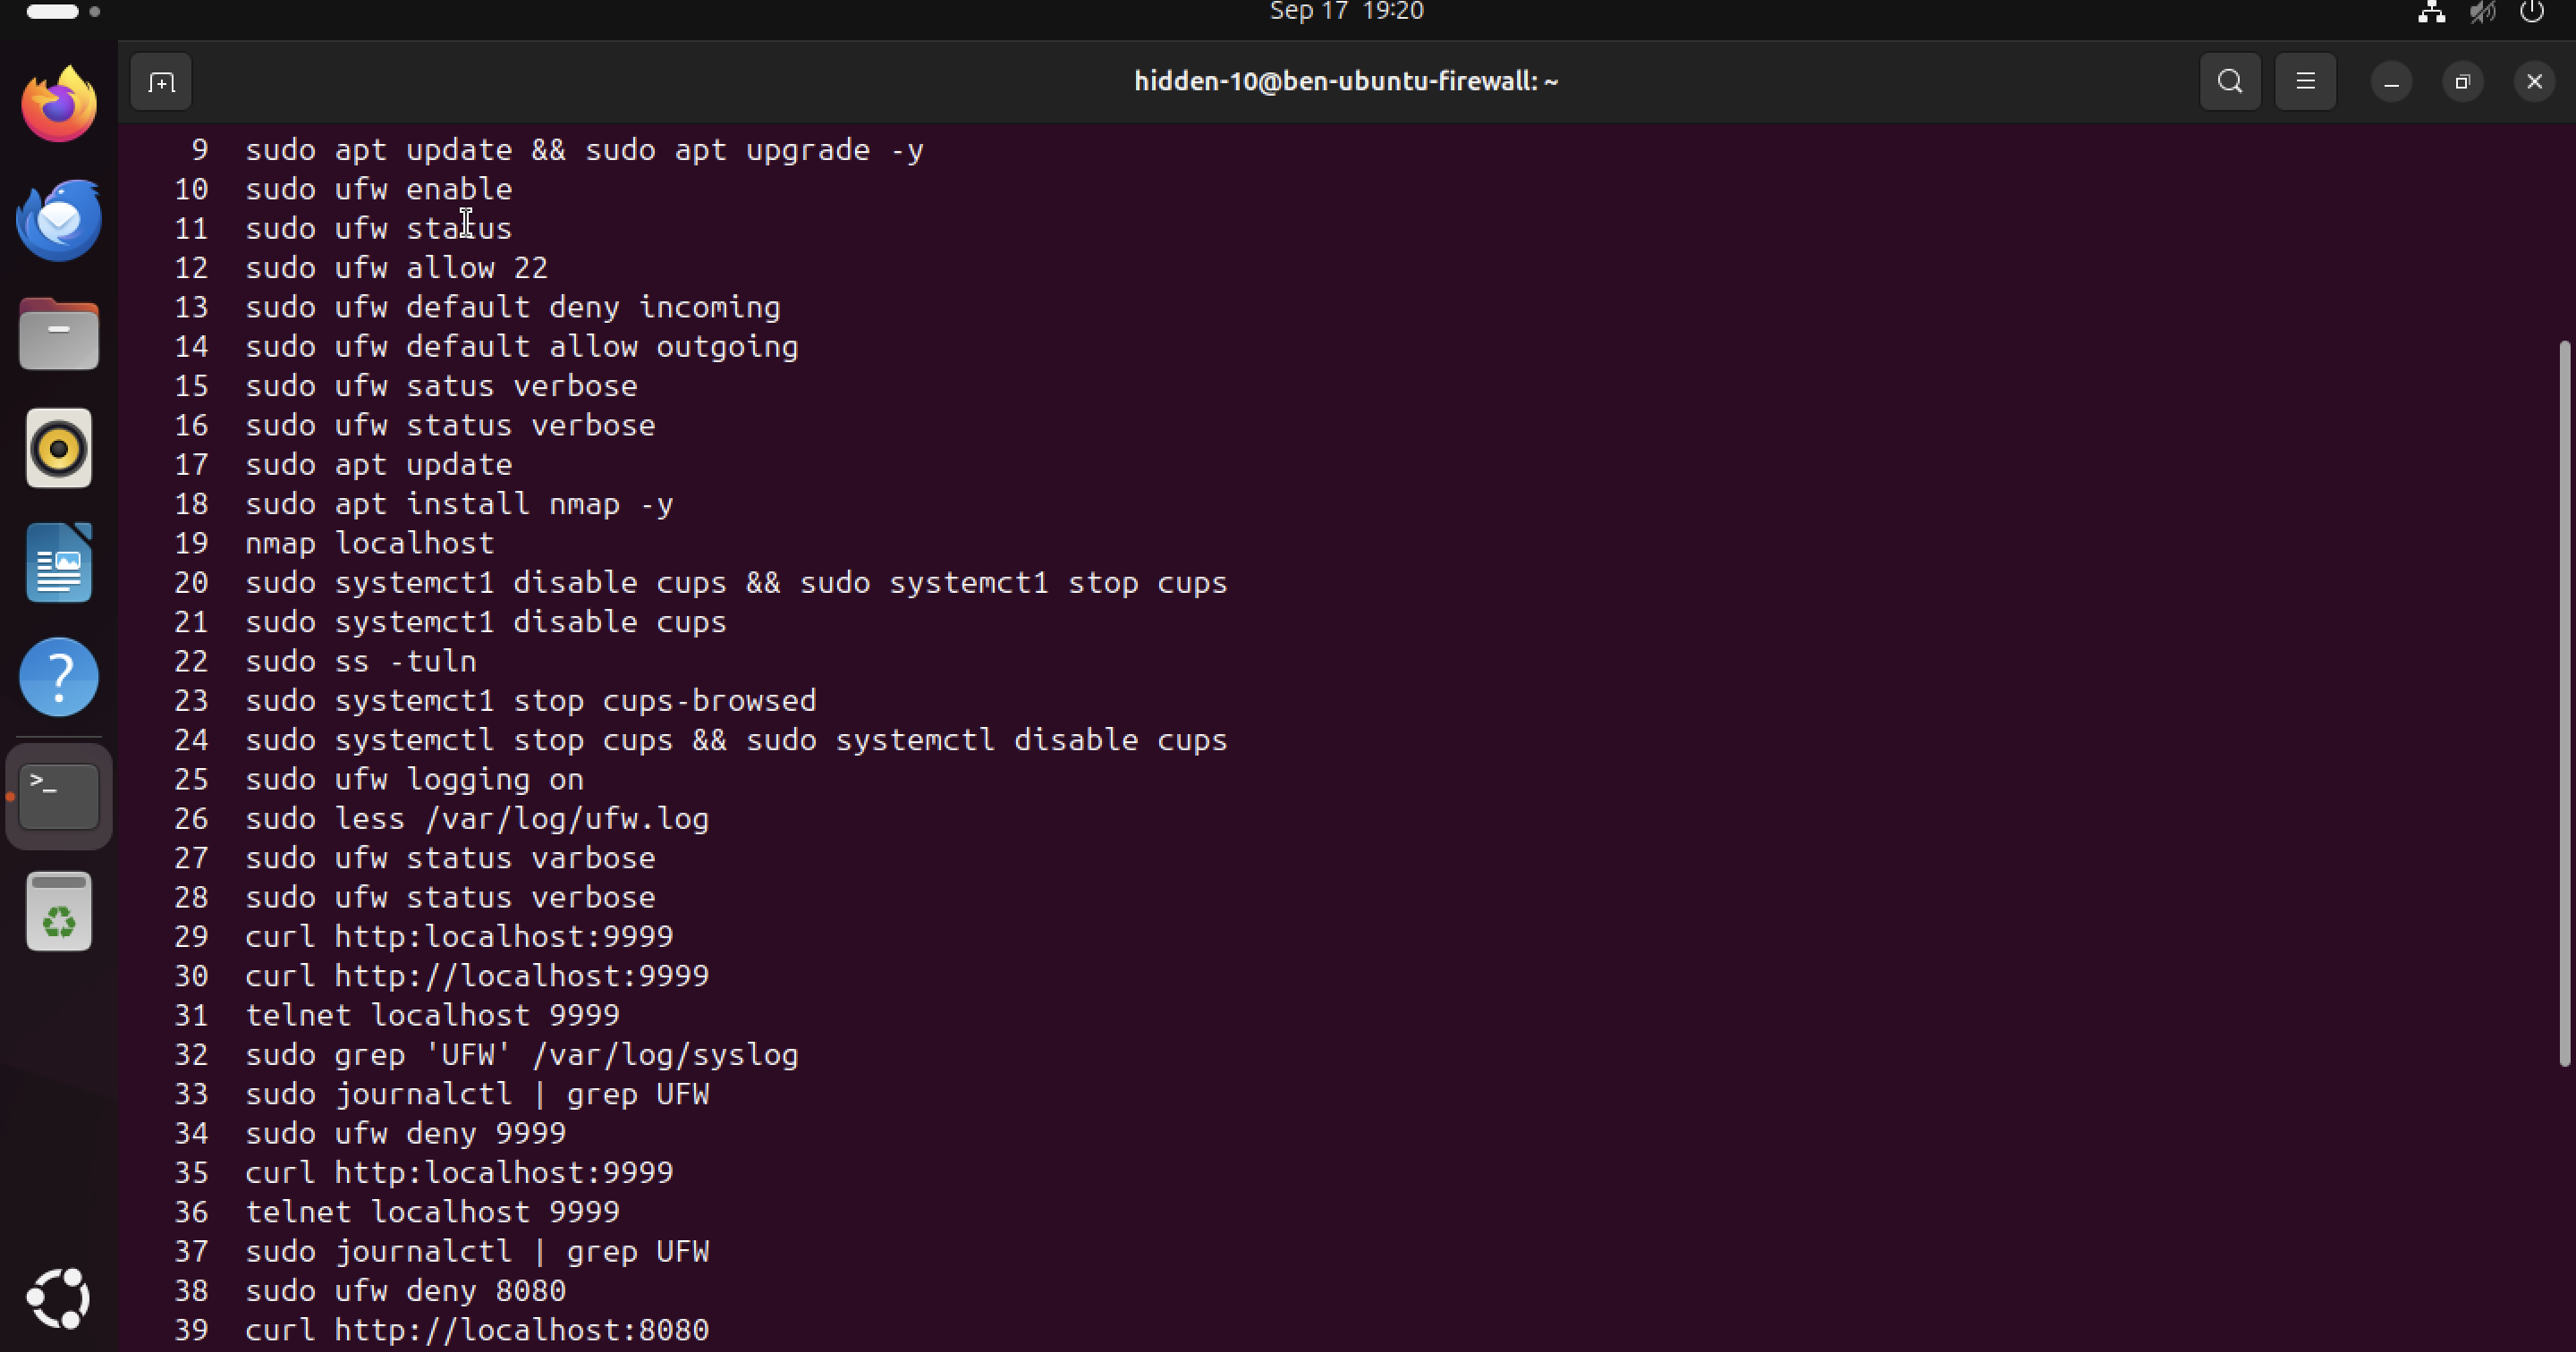 Sep 17 19:20
hidden-10@ben-ubuntu-firewall: ~
9 sudo apt update && sudo apt upgrade -y
10 sudo ufw enable
11 sudo ufw status
12 sudo ufw allow 22
13 sudo ufw default deny incoming
14 sudo ufw default allow outgoing
15 sudo ufw satus verbose
16 sudo ufw status verbose
17 sudo apt update
18 sudo apt install nmap -y
19 nmap localhost
20 sudo systemct1 disable cups && sudo systemct1 stop cups
21 sudo systemct1 disable cups
22 sudo ss -tuln
23 sudo systemct1 stop cups-browsed
24 sudo systemctl stop cups && sudo systemctl disable cups
25 sudo ufw logging on
26 sudo less /var/log/ufw.log
27 sudo ufw status varbose
28 sudo ufw status verbose
29 curl http:localhost:9999
30 curl http://localhost:9999
31 telnet localhost 9999
32 sudo grep 'UFW' /var/log/syslog
33 sudo journalctl | grep UFW
34 sudo ufw deny 9999
35 curl http:localhost:9999
36 telnet localhost 9999
37 sudo journalctl | grep UFW
38 sudo ufw deny 8080
39 curl http://localhost:8080